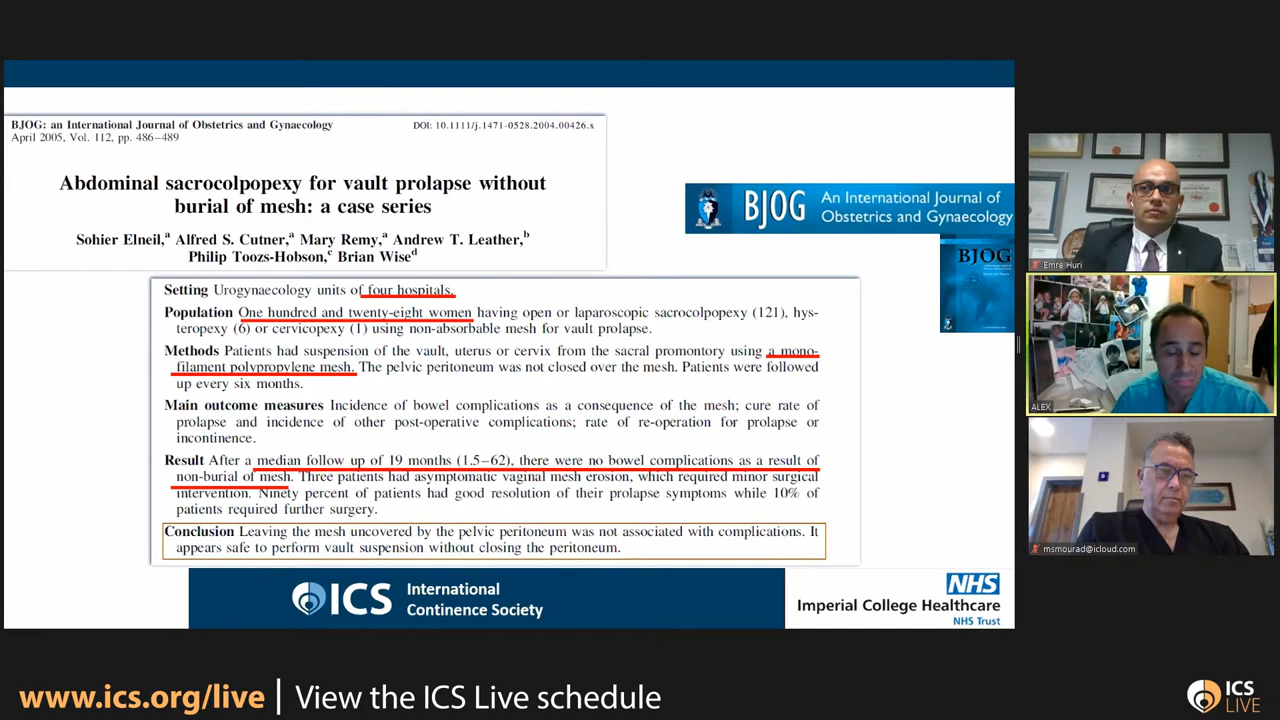 BJOG: an International Journal of Obstetrics and Gynaecology
DOI: 10.1111/j.1471-0528.2004.00426.x
April 2005, Vol. 112, pp. 486–489
Abdominal sacrocolpopexy for vault prolapse without
burial of mesh: a case series
Sohier Elneil,a Alfred S. Cutner,a Mary Remy,a Andrew T. Leather,b
Philip Toozs-Hobson,c Brian Wised
BJOG
An International Journal of
Obstetrics and Gynaecology
BJOG
Setting Urogynaecology units of four hospitals.
Population One hundred and twenty-eight women having open or laparoscopic sacrocolpopexy (121), hys-
teropexy (6) or cervicopexy (1) using non-absorbable mesh for vault prolapse.
Methods Patients had suspension of the vault, uterus or cervix from the sacral promontory using a mono-
filament polypropylene mesh. The pelvic peritoneum was not closed over the mesh. Patients were followed
up every six months.
Main outcome measures Incidence of bowel complications as a consequence of the mesh; cure rate of
prolapse and incidence of other post-operative complications; rate of re-operation for prolapse or
incontinence.
Result After a median follow up of 19 months (1.5–62), there were no bowel complications as a result of
non-burial of mesh. Three patients had asymptomatic vaginal mesh erosion, which required minor surgical
intervention. Ninety percent of patients had good resolution of their prolapse symptoms while 10% of
patients required further surgery.
Conclusion Leaving the mesh uncovered by the pelvic peritoneum was not associated with complications. It
appears safe to perform vault suspension without closing the peritoneum.
ICS
International
Continence Society
NHS
Imperial College Healthcare
NHS Trust
Emre Huri
ALEX
msmourad@icloud.com
www.ics.org/live | View the ICS Live schedule
ICS
LIVE